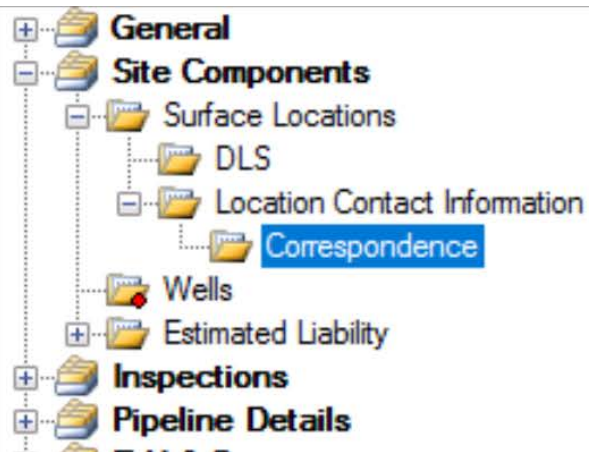 General
Site Components
Surface Locations
DLS
Location Contact Information
Correspondence
Wells
Estimated Liability
Inspections
Pipeline Details